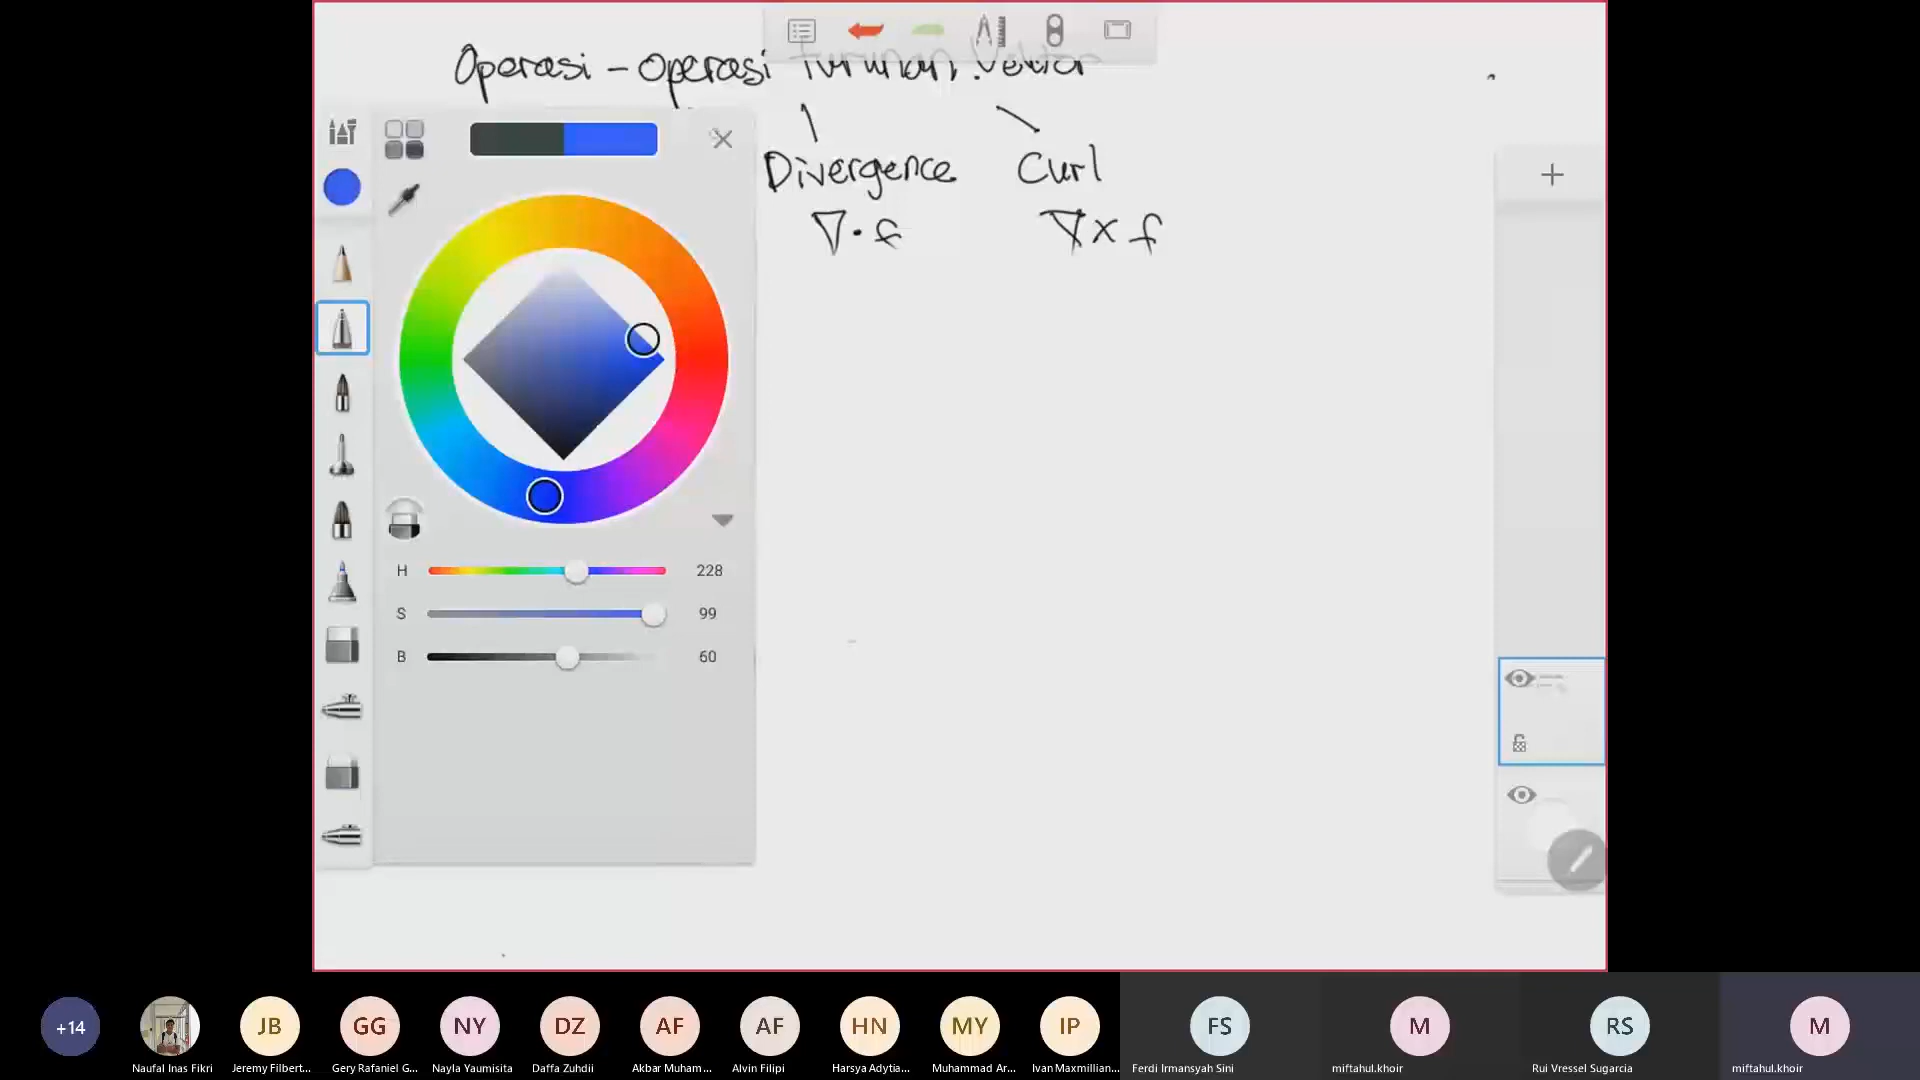 Operasi - operasi turunan Vektor
Divergence Curl
∇ · f ∇ x f
H 228
S 99
B 60
+14
JB
GG
NY
DZ
AF
AF
HN
MY
IP
FS
M
RS
M
Naufal Inas Fikri
Jeremy Filbert...
Gery Rafaniel G...
Nayla Yaumisita
Daffa Zuhdii
Akbar Muham...
Alvin Filipi
Harsya Adytia...
Muhammad Ar...
Ivan Maxmillian...
Ferdi Irmansyah Sini
miftahul.khoir
Rui Vressel Sugarcia
miftahul.khoir